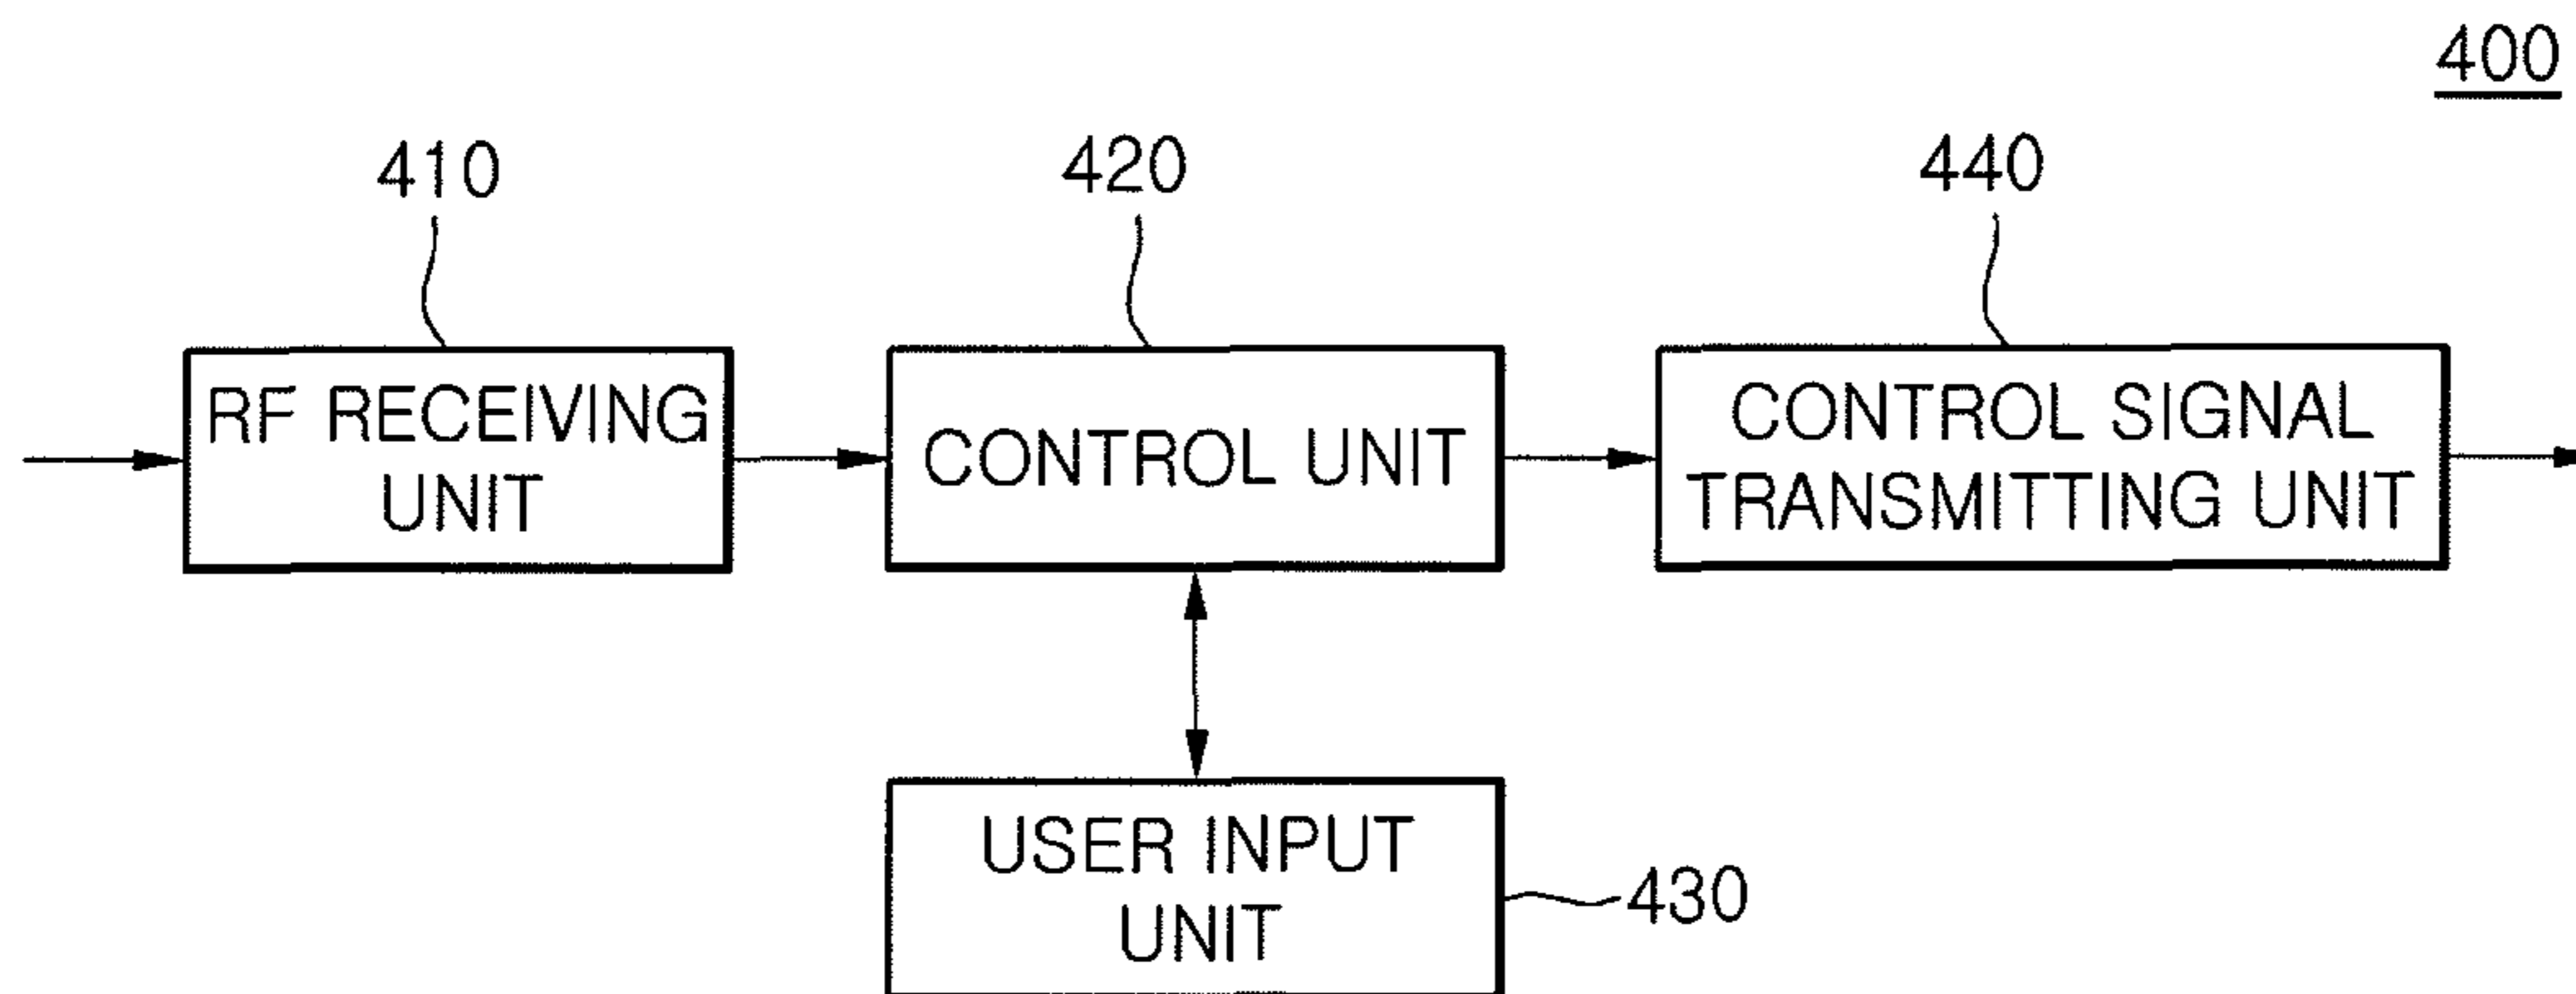 400
410
420
440
RF RECEIVING
UNIT
CONTROL UNIT
CONTROL SIGNAL
TRANSMITTING UNIT
USER INPUT
UNIT
430